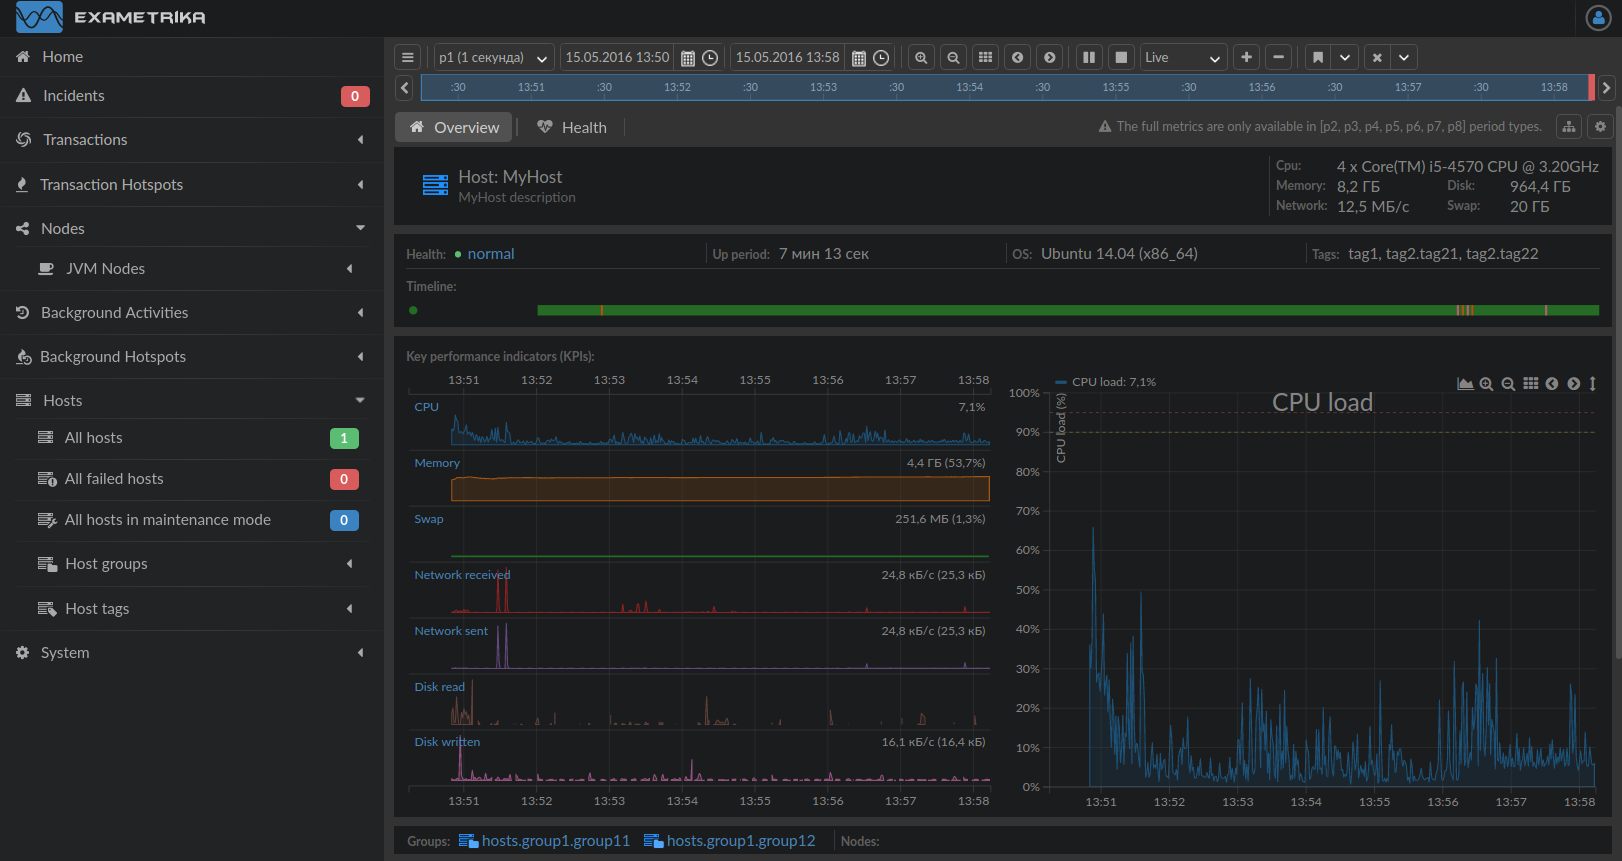 EXAMETRIKA
Home
Incidents 0
Transactions
Transaction Hotspots
Nodes
JVM Nodes
Background Activities
Background Hotspots
Hosts
All hosts 1
All failed hosts 0
All hosts in maintenance mode 0
Host groups
Host tags
System
p1 (1 секунда) 15.05.2016 13:50 15.05.2016 13:58 Live
:30 13:51 :30 13:52 :30 13:53 :30 13:54 :30 13:55 :30 13:56 :30 13:57 :30 13:58
Overview Health The full metrics are only available in [p2, p3, p4, p5, p6, p7, p8] period types.
Host: MyHost
MyHost description
Cpu: 4 x Core(TM) i5-4570 CPU @ 3.20GHz
Memory: 8,2 ГБ Disk: 964,4 ГБ
Network: 12,5 МБ/с Swap: 20 ГБ
Health: normal Up period: 7 мин 13 сек OS: Ubuntu 14.04 (x86_64) Tags: tag1, tag2.tag21, tag2.tag22
Timeline:
Key performance indicators (KPIs):
13:51 13:52 13:53 13:54 13:55 13:56 13:57 13:58
CPU 7,1%
Memory 4,4 ГБ (53,7%)
Swap 251,6 МБ (1,3%)
Network received 24,8 кБ/с (25,3 кБ)
Network sent 24,8 кБ/с (25,3 кБ)
Disk read
Disk written 16,1 кБ/с (16,4 кБ)
13:51 13:52 13:53 13:54 13:55 13:56 13:57 13:58
CPU load: 7,1%
CPU load
CPU load (%)
100%
90%
80%
70%
60%
50%
40%
30%
20%
10%
0%
13:51 13:52 13:53 13:54 13:55 13:56 13:57 13:58
Groups: hosts.group1.group11 hosts.group1.group12 Nodes: